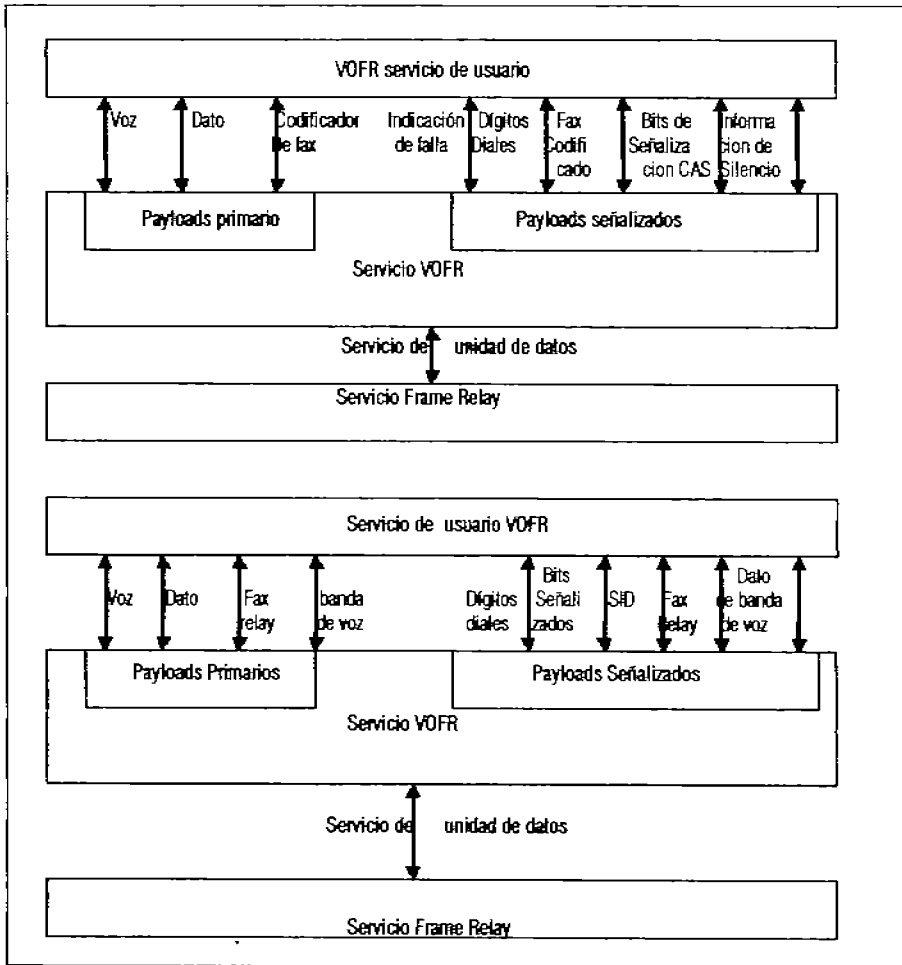 VOFR servicio de usuario
Voz Dato Codificador Indicación Dígitos Fax Bits de Informa
De fax de falla Diales Codifi Señaliza cion de
cado cion CAS Silencio
Payloads primario Payloads señalizados
Servicio VOFR
Servicio de unidad de datos
Servicio Frame Relay
Servicio de usuario VOFR
Voz Dato Fax banda Dígitos Bits SID Fax Dato
relay de voz diales Señali Relay de banda
zados de voz
Payloads Primarios Payloads Señalizados
Servicio VOFR
Servicio de unidad de datos
Servicio Frame Relay